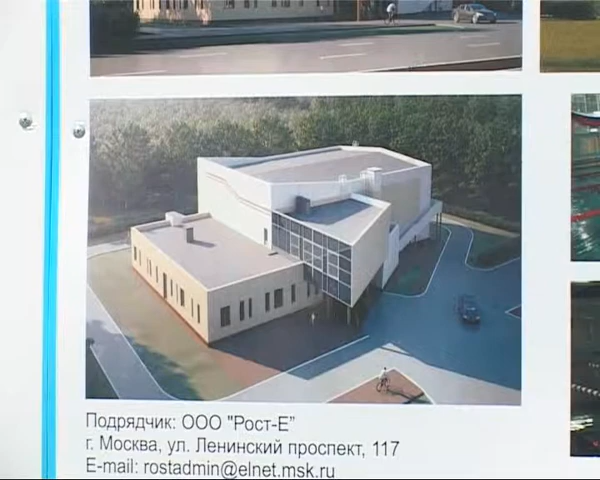 Подрядчик: ООО "Рост-Е"
г. Москва, ул. Ленинский проспект, 117
E-mail: rostadmin@elnet.msk.ru